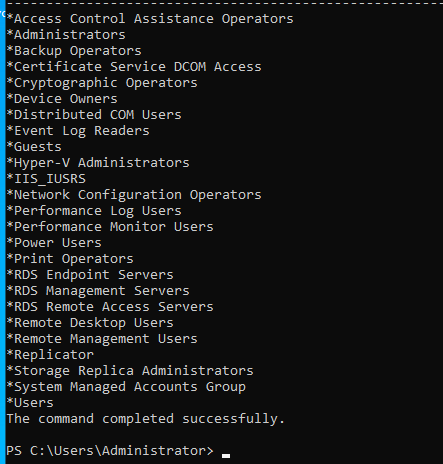 -------------------------------------------------------
*Access Control Assistance Operators
*Administrators
*Backup Operators
*Certificate Service DCOM Access
*Cryptographic Operators
*Device Owners
*Distributed COM Users
*Event Log Readers
*Guests
*Hyper-V Administrators
*IIS_IUSRS
*Network Configuration Operators
*Performance Log Users
*Performance Monitor Users
*Power Users
*Print Operators
*RDS Endpoint Servers
*RDS Management Servers
*RDS Remote Access Servers
*Remote Desktop Users
*Remote Management Users
*Replicator
*Storage Replica Administrators
*System Managed Accounts Group
*Users
The command completed successfully.
PS C:\Users\Administrator> _